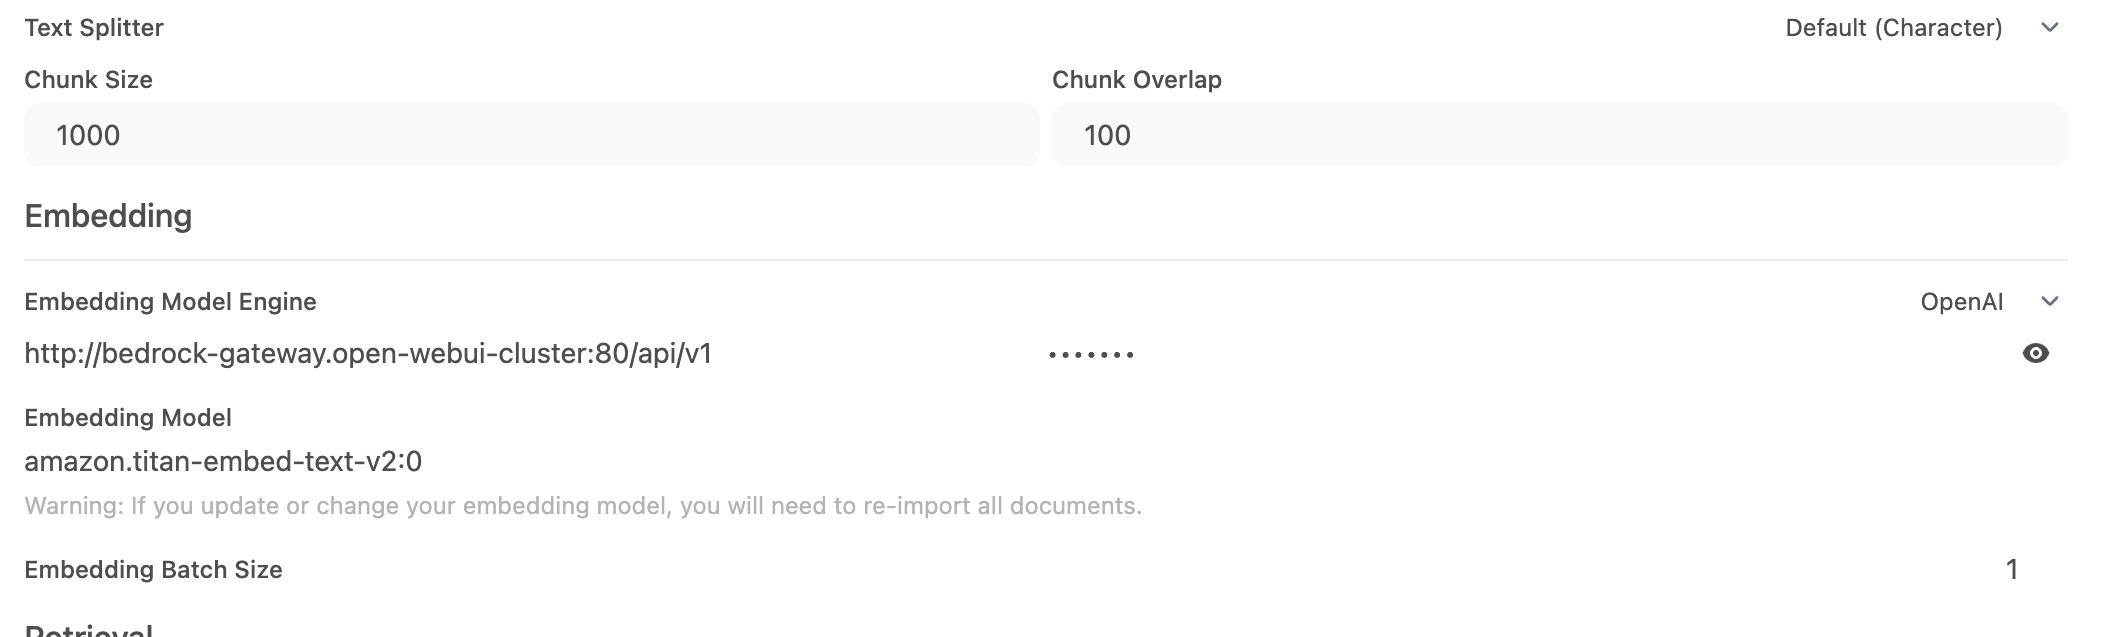 Text Splitter
Default (Character)
Chunk Size
Chunk Overlap
1000
100
Embedding
Embedding Model Engine
OpenAI
http://bedrock-gateway.open-webui-cluster:80/api/v1
•••••••
Embedding Model
amazon.titan-embed-text-v2:0
Warning: If you update or change your embedding model, you will need to re-import all documents.
Embedding Batch Size
1
Retrieval